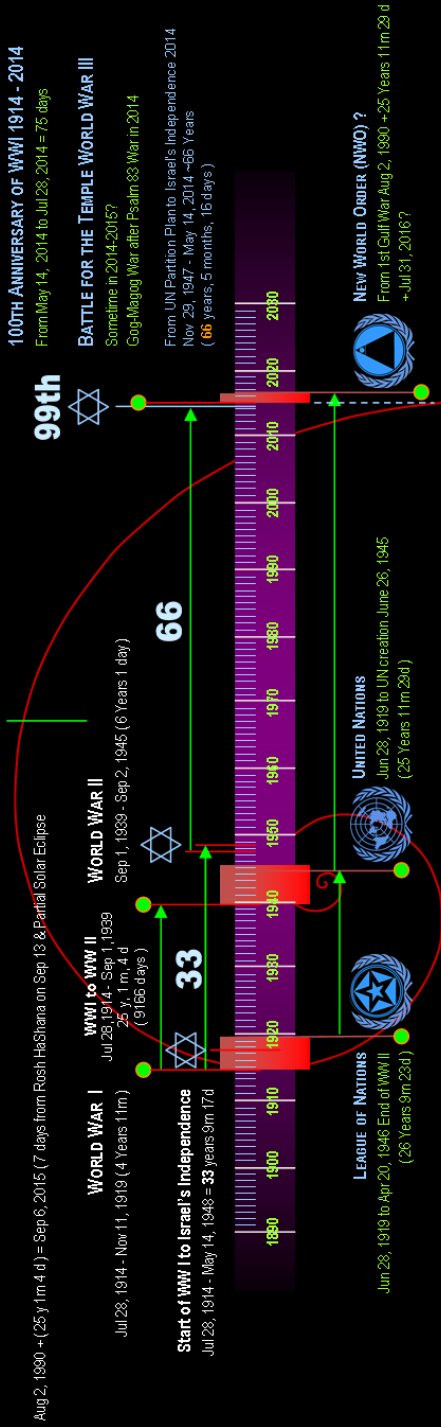 Aug 2, 1990 + (25 y 1m 4 d ) = Sep 6, 2015 ( 7 days from Rosh HaShana on Sep 13 & Partial Solar Eclipse
100TH ANNIVERSARY OF WWI 1914 - 2014
From May 14, 2014 to Jul 28, 2014 = 75 days
99th
BATTLE FOR THE TEMPLE WORLD WAR III
Sometime in 2014-2015?
Gog-Magog War after Psalm 83 War in 2014
WORLD WAR I
Jul 28, 1914 - Nov 11, 1919 (4 Years 11m)
WWI to WW II
Jul 28, 1914 - Sep 1, 1939
25 y, 1 m, 4 d
( 9166 days )
WORLD WAR II
Sep 1, 1939 - Sep 2, 1945 ( 6 Years 1 day)
From UN Partition Plan to Israel's Independence 2014
Nov 29, 1947 - May 14, 2014 ~66 Years
( 66 years, 5 months, 16 days )
Start of WW I to Israel's Independence
Jul 28, 1914 - May 14, 1948 = 33 years 9m 17d
33
66
1890
1900
1910
1920
1930
1940
1950
1960
1970
1980
1990
2000
2010
2020
2030
LEAGUE OF NATIONS
Jun 28, 1919 to Apr 20, 1946 End of WW II
( 26 Years 9m 23d )
UNITED NATIONS
Jun 28, 1919 to UN creation June 26, 1945
( 25 Years 11m 29d )
NEW WORLD ORDER (NWO) ?
From 1st Gulf War Aug 2, 1990 +25 Years 11m 29 d
+Jul 31, 2016 ?